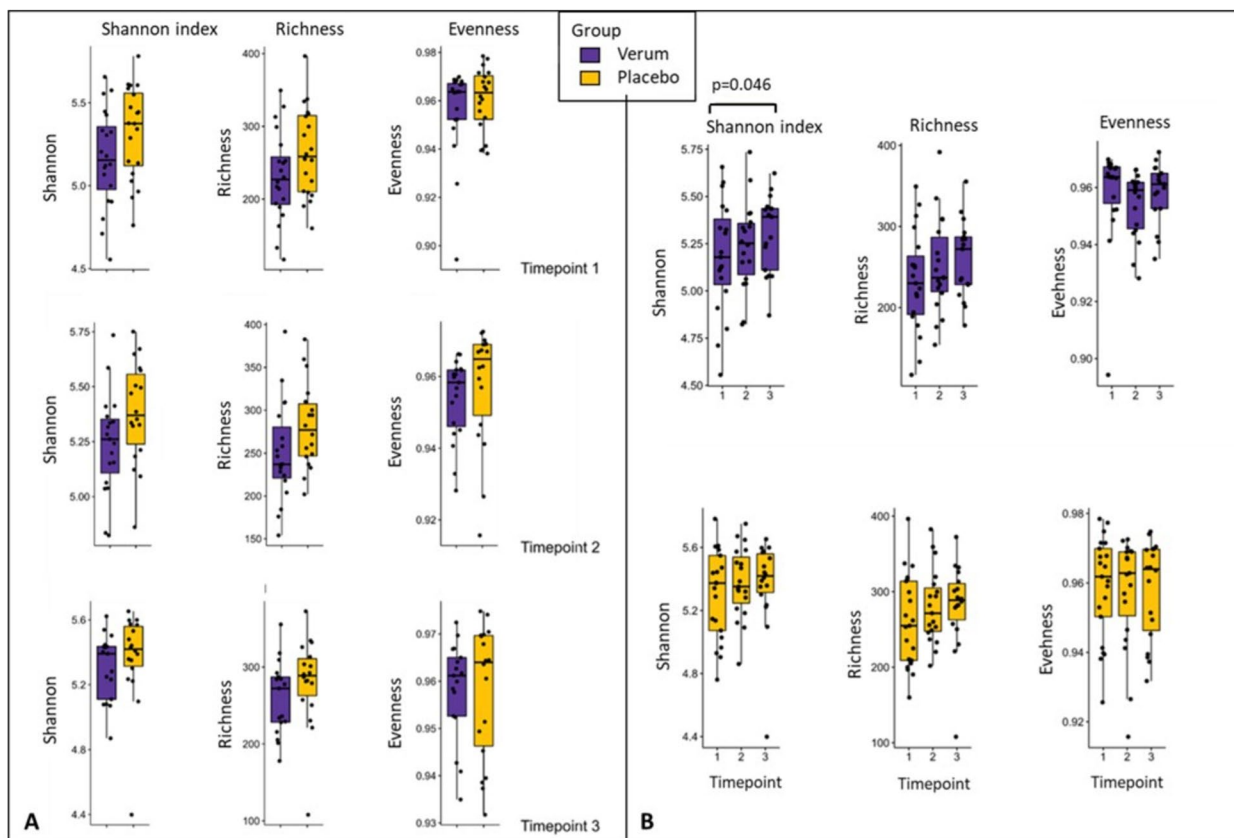 Shannon index Richness Evenness
Group
Verum
Placebo
Shannon
5.5
5.0
4.5
Richness
400
300
200
Evenness
0.98
0.96
0.94
0.92
0.90
Timepoint 1
Shannon
5.75
5.50
5.25
5.00
Richness
400
350
300
250
200
150
Evenness
0.96
0.94
0.92
Timepoint 2
Shannon
5.6
5.2
4.8
4.4
Richness
300
200
100
Evenness
0.97
0.96
0.95
0.94
0.93
Timepoint 3
A
p=0.046
Shannon index Richness Evenness
Shannon
5.75
5.50
5.25
5.00
4.75
4.50
1 2 3
Richness
400
300
200
1 2 3
Evehness
0.96
0.94
0.92
0.90
1 2 3
Shannon
5.6
5.2
4.8
4.4
1 2 3
Timepoint
Richness
400
300
200
100
1 2 3
Timepoint
Evehness
0.98
0.96
0.94
0.92
1 2 3
Timepoint
B